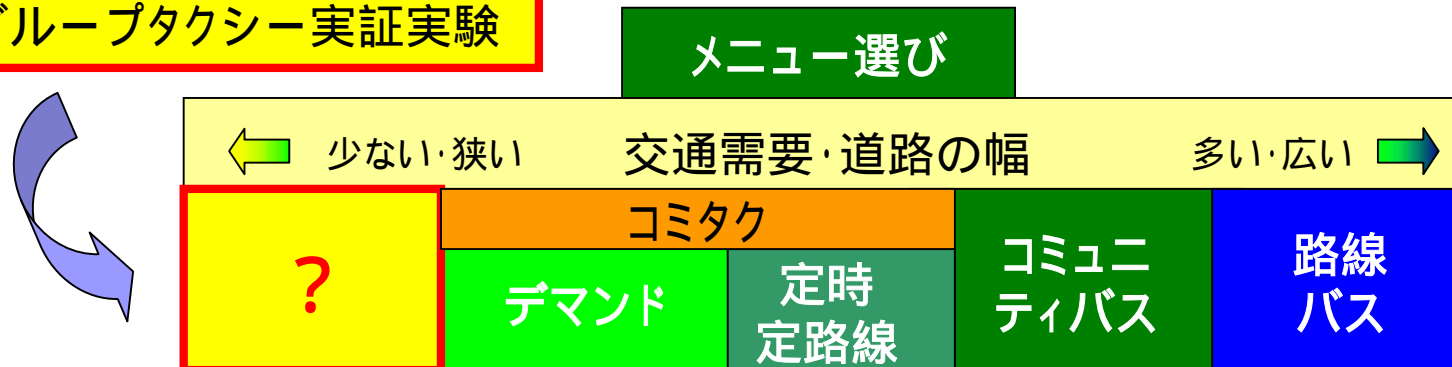 グループタクシー実証実験
メニュー選び
少ない・狭い 交通需要・道路の幅 多い・広い
コミタク
?
デマンド
定時
定路線
コミュニ
ティバス
路線
バス